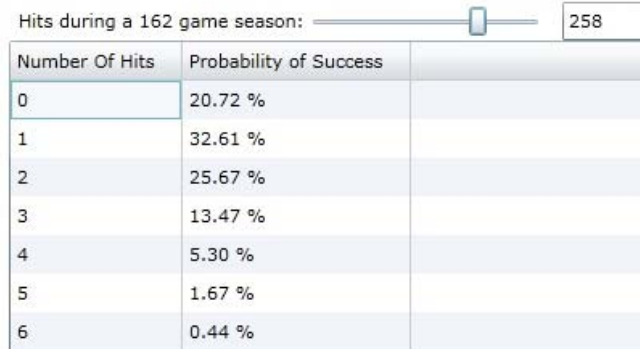 Hits during a 162 game season: 258
Number Of Hits Probability of Success
0 20.72 %
1 32.61 %
2 25.67 %
3 13.47 %
4 5.30 %
5 1.67 %
6 0.44 %